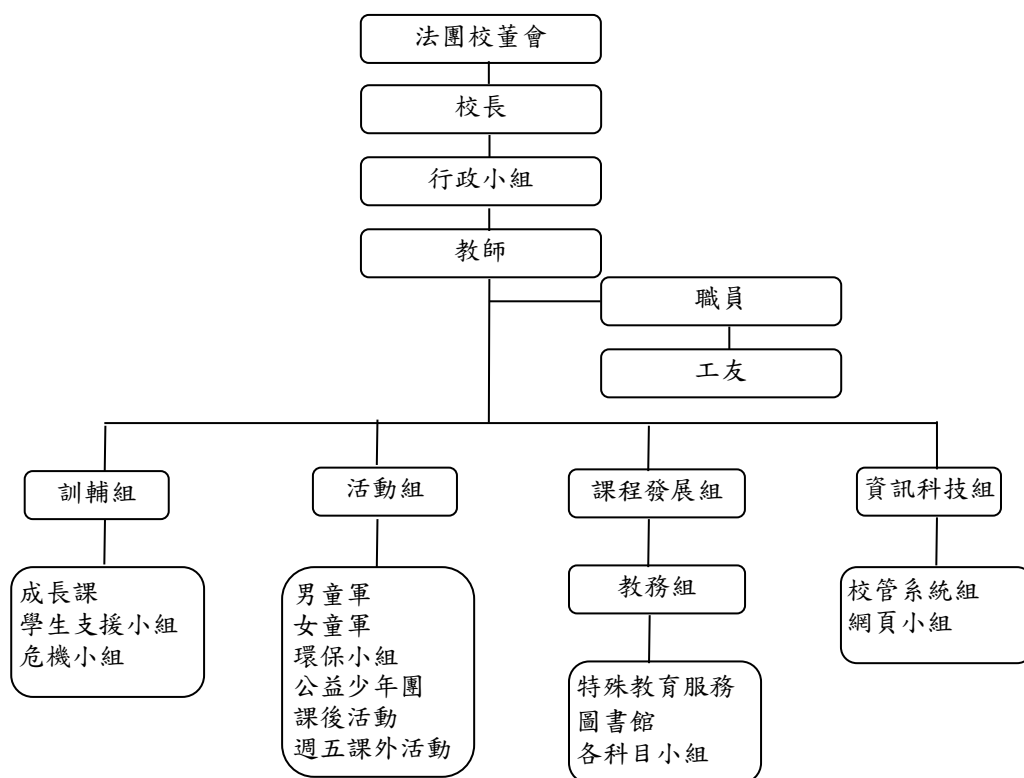 法團校董會
校長
行政小組
教師
職員
工友
訓輔組
活動組
課程發展組
資訊科技組
成長課
學生支援小組
危機小組
男童軍
女童軍
環保小組
公益少年團
課後活動
週五課外活動
教務組
特殊教育服務
圖書館
各科目小組
校管系統組
網頁小組